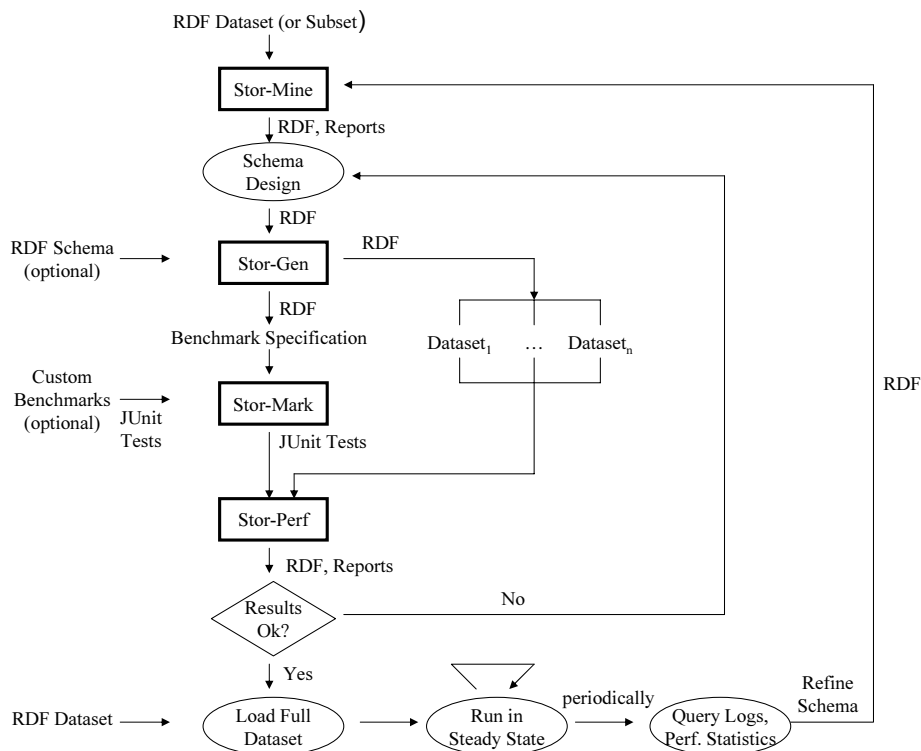 RDF Dataset (or Subset)
Stor-Mine
RDF, Reports
Schema
Design
RDF
RDF Schema
(optional)
Stor-Gen
RDF
RDF
Benchmark Specification
Dataset1
…
Datasetn
Custom
Benchmarks
(optional)
JUnit
Tests
Stor-Mark
JUnit Tests
RDF
Stor-Perf
RDF, Reports
Results
Ok?
No
Yes
RDF Dataset
Load Full
Dataset
Run in
Steady State
periodically
Query Logs,
Perf. Statistics
Refine
Schema